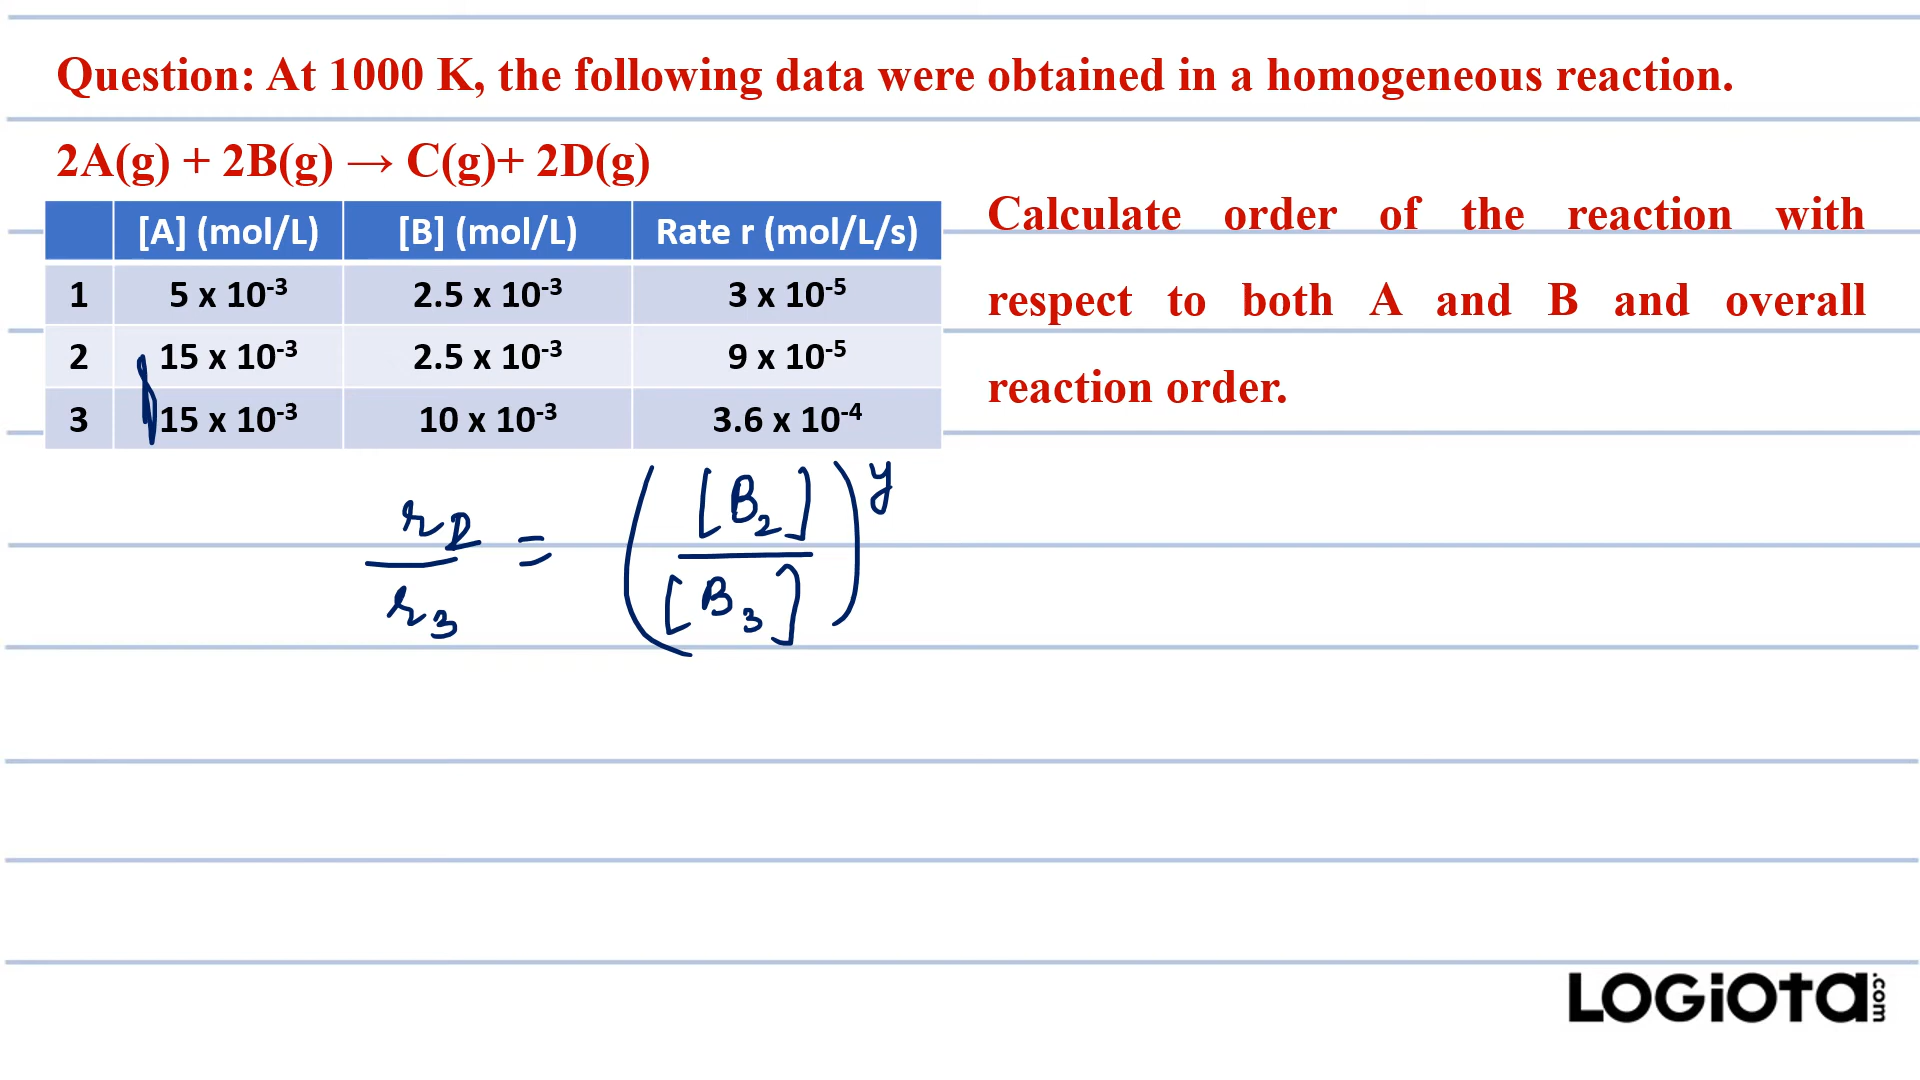 Question: At 1000 K, the following data were obtained in a homogeneous reaction.
2A(g) + 2B(g) → C(g)+ 2D(g)
[A] (mol/L) [B] (mol/L) Rate r (mol/L/s)
1 5 x 10⁻³ 2.5 x 10⁻³ 3 x 10⁻⁵
2 15 x 10⁻³ 2.5 x 10⁻³ 9 x 10⁻⁵
3 15 x 10⁻³ 10 x 10⁻³ 3.6 x 10⁻⁴
Calculate order of the reaction with
respect to both A and B and overall
reaction order.
r₂/r₃ = ([B₂]/[B₃])^y
LOGiOTA.com